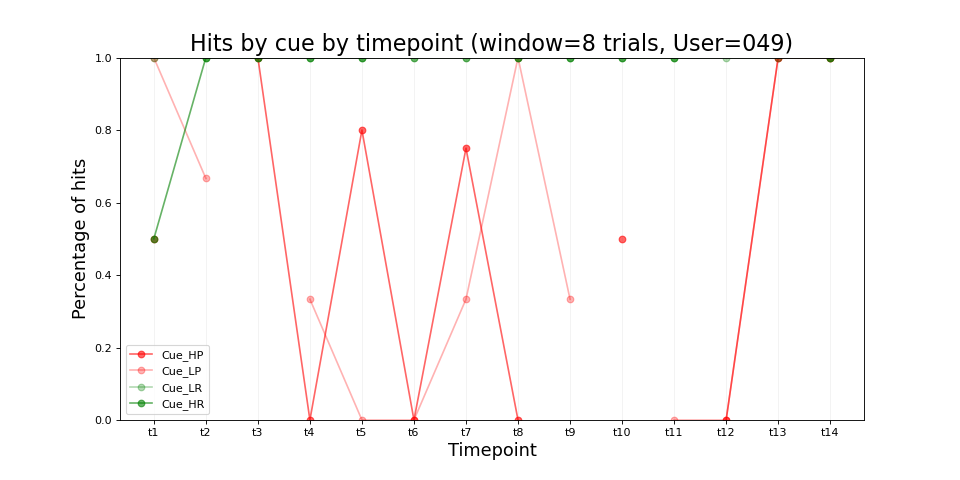 Hits by cue by timepoint (window=8 trials, User=049)
Percentage of hits
1.0
0.8
0.6
0.4
0.2
0.0
Cue_HP
Cue_LP
Cue_LR
Cue_HR
t1 t2 t3 t4 t5 t6 t7 t8 t9 t10 t11 t12 t13 t14
Timepoint